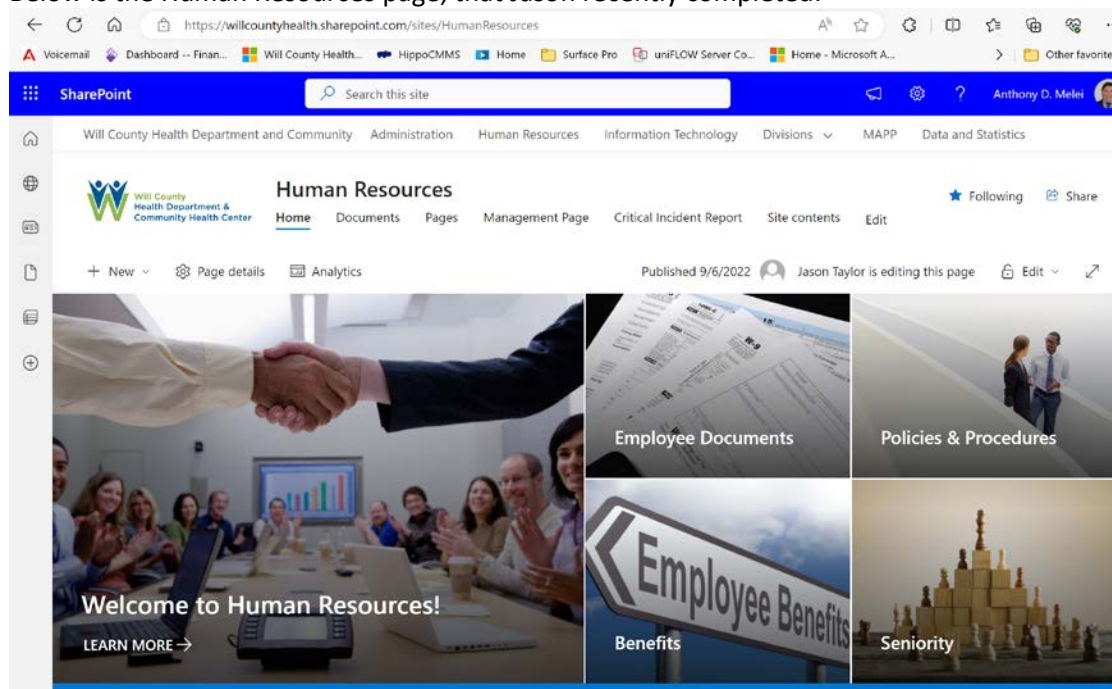 Below is the Human Resources page, that Jason recently completed.
https://willcountyhealth.sharepoint.com/sites/HumanResources
Voicemail Dashboard -- Finan... Will County Health... HippoCMMS Home Surface Pro uniFLOW Server Co... Home - Microsoft A... Other favorite
SharePoint Search this site ? Anthony D. Melei
Will County Health Department and Community Administration Human Resources Information Technology Divisions MAPP Data and Statistics
Will County
Health Department &
Community Health Center
Human Resources
Following Share
Home Documents Pages Management Page Critical Incident Report Site contents Edit
+ New Page details Analytics Published 9/6/2022 Jason Taylor is editing this page Edit
W-9
Employee Documents
Policies & Procedures
Employee Benefits
Welcome to Human Resources!
LEARN MORE →
Benefits
Seniority